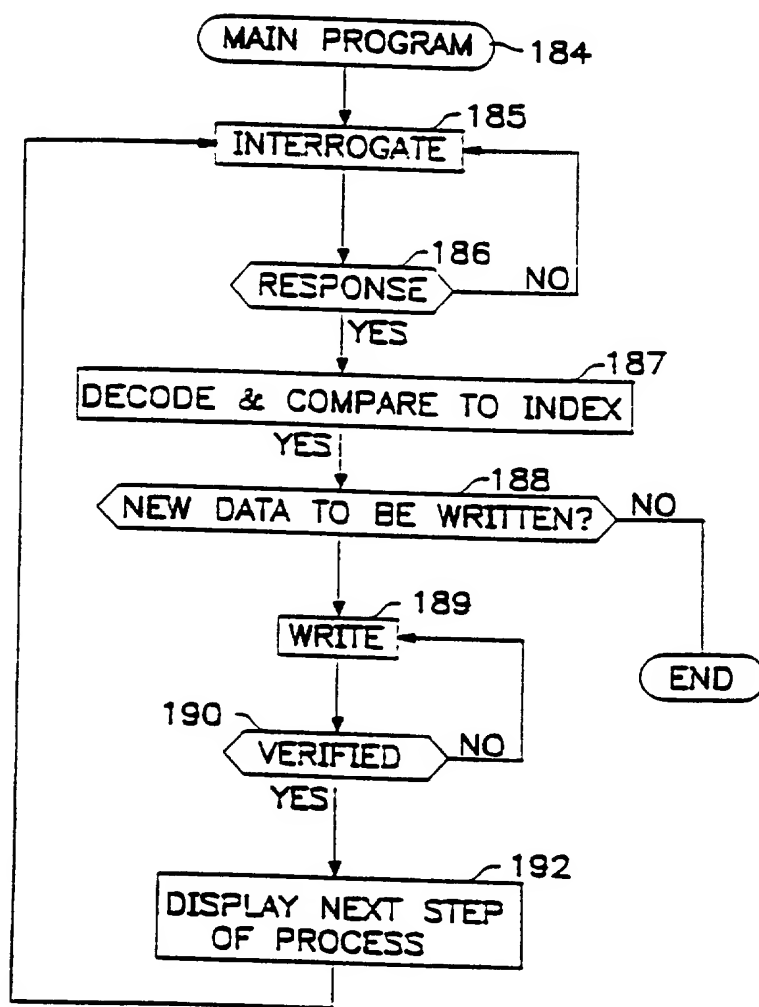 MAIN PROGRAM
184
185
INTERROGATE
186
RESPONSE
NO
YES
187
DECODE & COMPARE TO INDEX
YES
188
NEW DATA TO BE WRITTEN?
NO
189
WRITE
END
190
VERIFIED
NO
YES
192
DISPLAY NEXT STEP
OF PROCESS